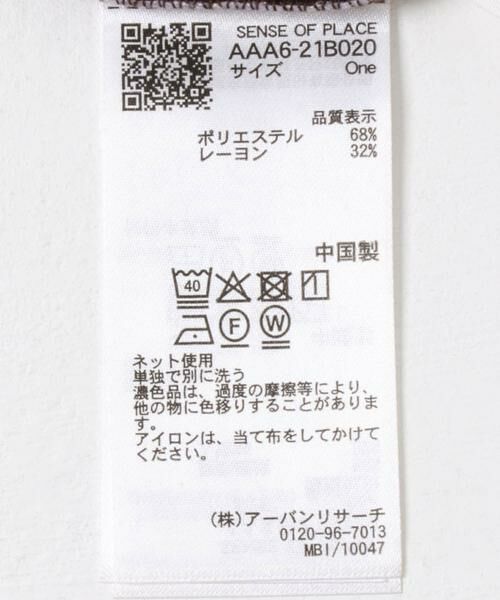 SENSE OF PLACE
AAA6-21B020
サイズ One
品質表示
ポリエステル 68%
レーヨン 32%
中国製
40
F W
ネット使用
単独で別に洗う
濃色品は、過度の摩擦等により、
他の物に色移りすることがありま
す。
アイロンは、当て布をしてかけて
ください。
(株)アーバンリサーチ
0120-96-7013
MBI/10047